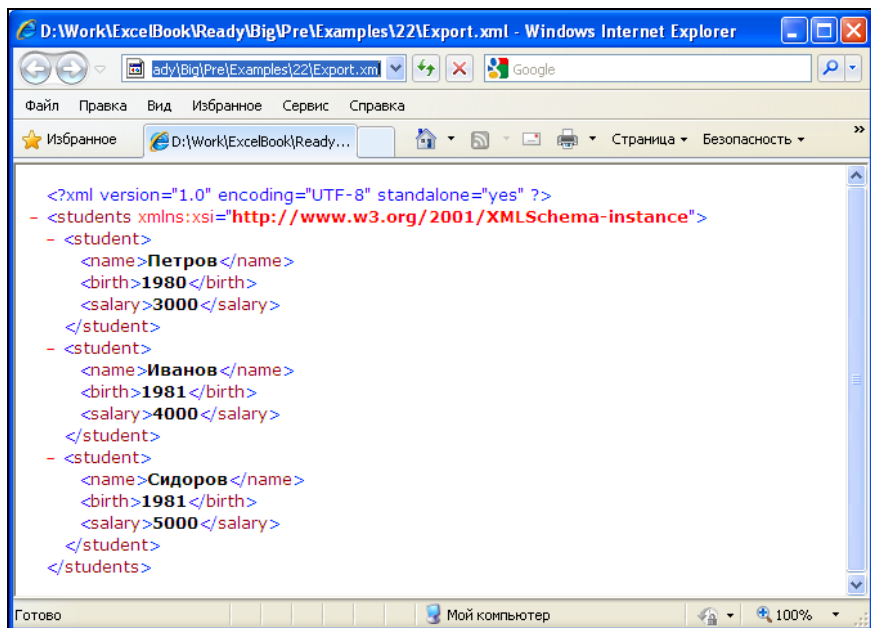 D:\Work\ExcelBook\Ready\Big\Pre\Examples\22\Export.xml - Windows Internet Explorer
ady\Big\Pre\Examples\22\Export.xm
Google
Файл Правка Вид Избранное Сервис Справка
Избранное D:\Work\ExcelBook\Ready... Страница Безопасность »
<?xml version="1.0" encoding="UTF-8" standalone="yes" ?>
- <students xmlns:xsi="http://www.w3.org/2001/XMLSchema-instance">
- <student>
<name>Петров</name>
<birth>1980</birth>
<salary>3000</salary>
</student>
- <student>
<name>Иванов</name>
<birth>1981</birth>
<salary>4000</salary>
</student>
- <student>
<name>Сидоров</name>
<birth>1981</birth>
<salary>5000</salary>
</student>
</students>
Готово Мой компьютер 100%